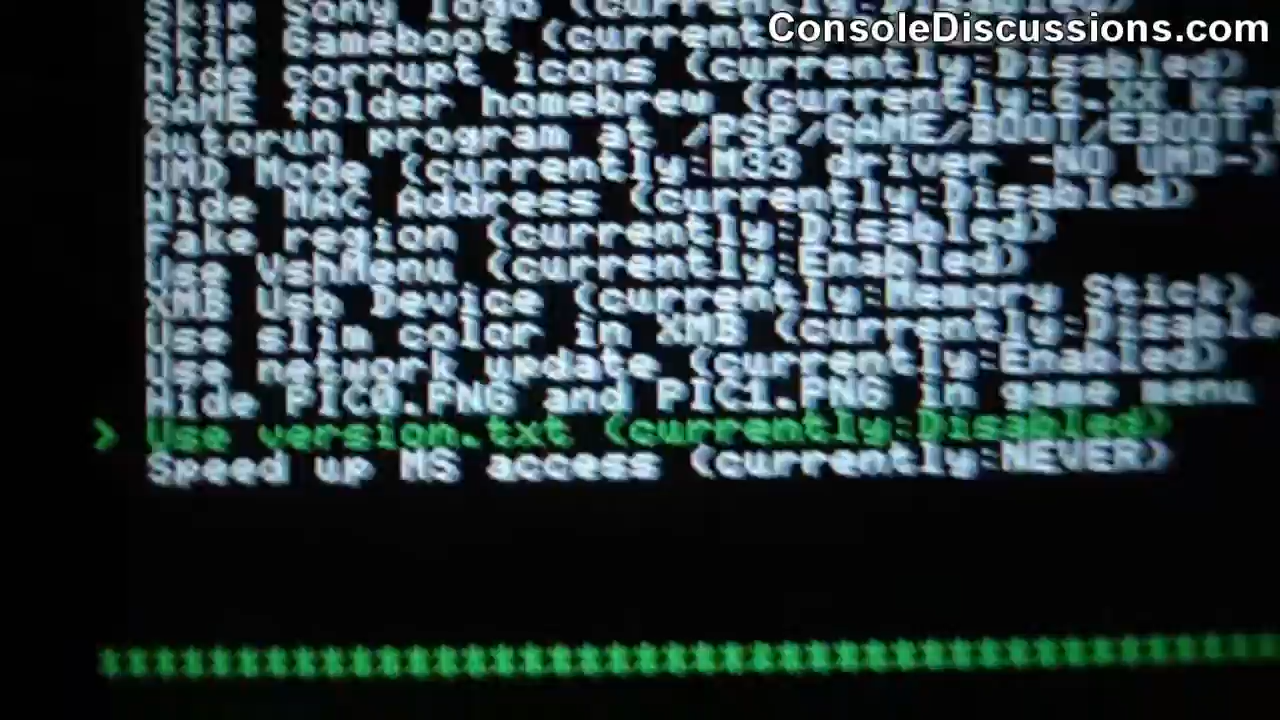 ConsoleDiscussions.com
Skip Sony logo (currently:Disabled)
Skip Gameboot (current
Hide corrupt icons (currently:Disabled)
GAME folder homebrew (currently:6.XX Ker
Autorun program at /PSP/GAME/BOOT/EBOOT.
UMD Mode (currently:M33 driver -NO UMD-)
Hide MAC Address (currently:Disabled)
Fake region (currently:Disabled)
Use VshMenu (currently:Enabled)
XMB Usb Device (currently:Memory Stick)
Use slim color in XMB (currently:Disable
Use network update (currently:Enabled)
Hide PIC0.PNG and PIC1.PNG in game menu
> Use version.txt (currently:Disabled)
Speed up MS access (currently:NEVER)
********************************************